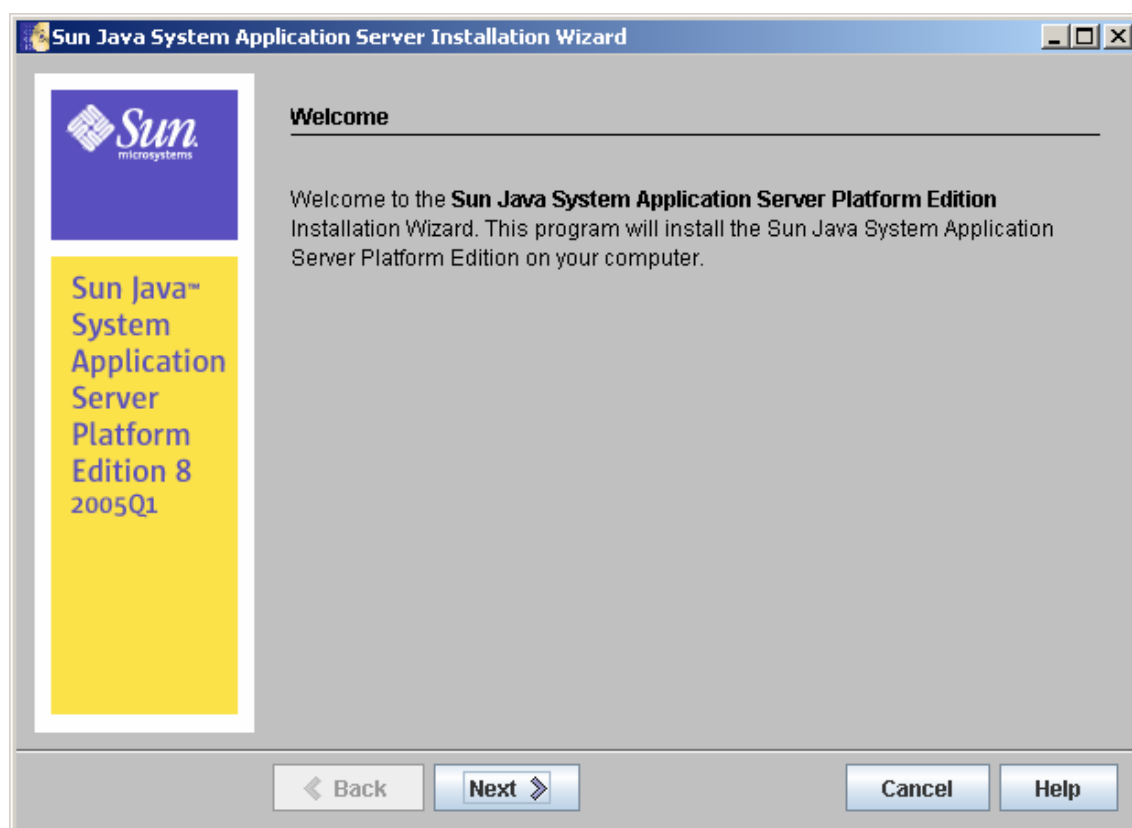 Sun Java System Application Server Installation Wizard
Sun
microsystems
Sun Java™
System
Application
Server
Platform
Edition 8
2005Q1
Welcome
Welcome to the Sun Java System Application Server Platform Edition
Installation Wizard. This program will install the Sun Java System Application
Server Platform Edition on your computer.
Back
Next
Cancel
Help